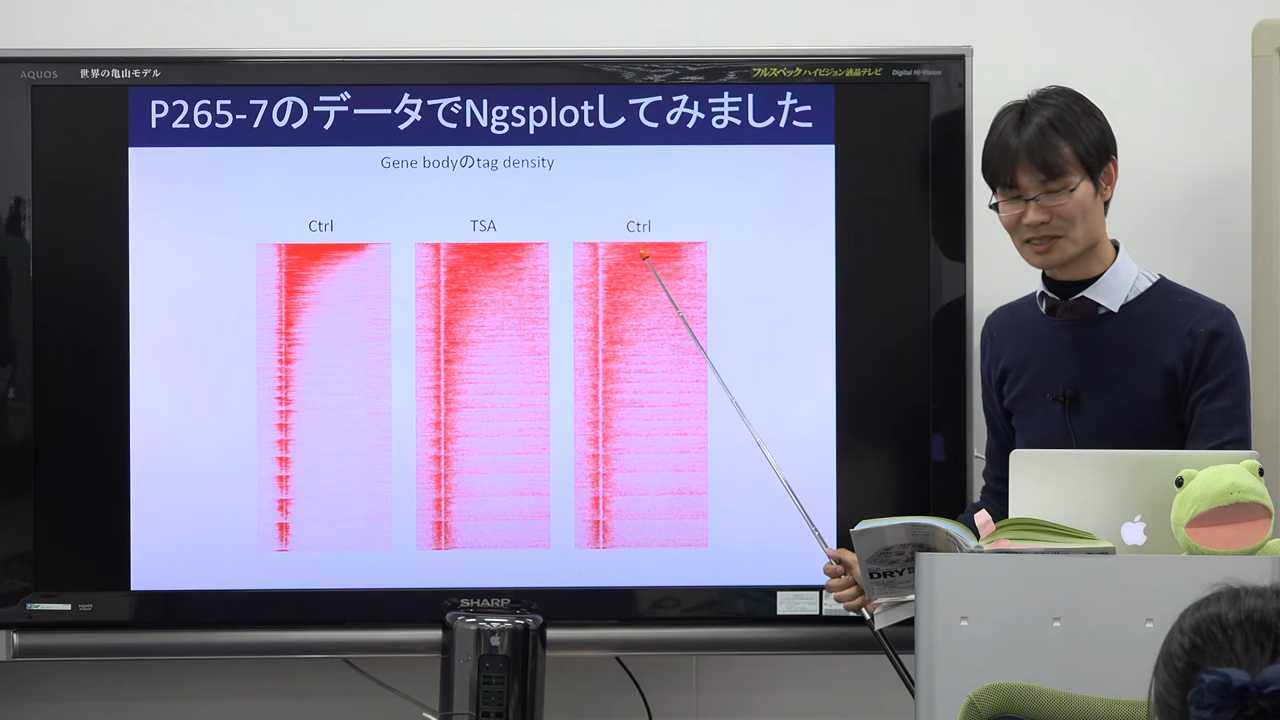 AQUOS 世界の亀山モデル フルスペックハイビジョン液晶テレビ Digital Hi-Vision
P265-7のデータでNgsplotしてみました
Gene bodyのtag density
Ctrl TSA Ctrl
DRY
AQUOS
SHARP